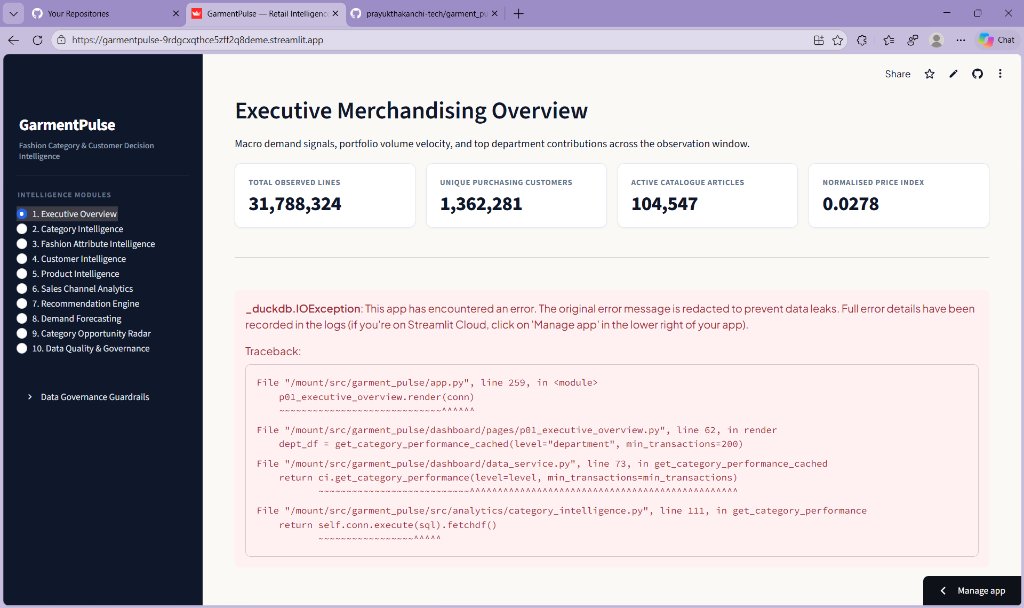 Your Repositories
GarmentPulse — Retail Intelligenc
prayukthakanchi-tech/garment_pu
https://garmentpulse-9rdgcxqthce5zff2q8deme.streamlit.app
Chat
Share
GarmentPulse
Fashion Category & Customer Decision
Intelligence
INTELLIGENCE MODULES
1. Executive Overview
2. Category Intelligence
3. Fashion Attribute Intelligence
4. Customer Intelligence
5. Product Intelligence
6. Sales Channel Analytics
7. Recommendation Engine
8. Demand Forecasting
9. Category Opportunity Radar
10. Data Quality & Governance
Data Governance Guardrails
Executive Merchandising Overview
Macro demand signals, portfolio volume velocity, and top department contributions across the observation window.
TOTAL OBSERVED LINES
31,788,324
UNIQUE PURCHASING CUSTOMERS
1,362,281
ACTIVE CATALOGUE ARTICLES
104,547
NORMALISED PRICE INDEX
0.0278
_duckdb.IOException: This app has encountered an error. The original error message is redacted to prevent data leaks. Full error details have been
recorded in the logs (if you're on Streamlit Cloud, click on 'Manage app' in the lower right of your app).
Traceback:
File "/mount/src/garment_pulse/app.py", line 259, in <module>
p01_executive_overview.render(conn)
~~~~~~~~~~~~~~~~~~~~~~~~~~~~~^^^^^^
File "/mount/src/garment_pulse/dashboard/pages/p01_executive_overview.py", line 62, in render
dept_df = get_category_performance_cached(level="department", min_transactions=200)
File "/mount/src/garment_pulse/dashboard/data_service.py", line 73, in get_category_performance_cached
return ci.get_category_performance(level=level, min_transactions=min_transactions)
~~~~~~~~~~~~~~~~~~~~~~~~~~~^^^^^^^^^^^^^^^^^^^^^^^^^^^^^^^^^^^^^^^^^^^^^^^^^^^
File "/mount/src/garment_pulse/src/analytics/category_intelligence.py", line 111, in get_category_performance
return self.conn.execute(sql).fetchdf()
~~~~~~~~~~~~~~~~~^^^^^
Manage app